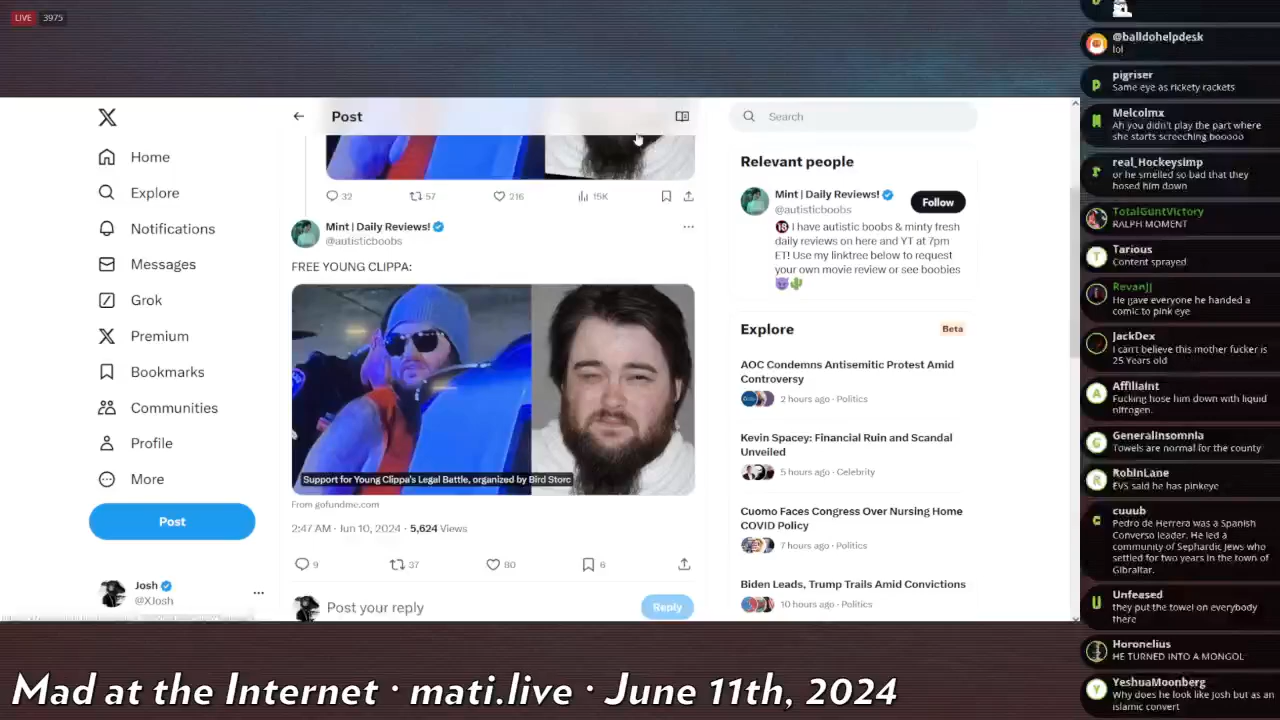 LIVE 3975
Home
Explore
Notifications
Messages
Grok
Premium
Bookmarks
Communities
Profile
More
Post
Josh
@XJosh
Post
32 57 216 15K
Mint | Daily Reviews!
@autisticboobs
FREE YOUNG CLIPPA:
Support for Young Clippa's Legal Battle, organized by Bird Storc
From gofundme.com
2:47 AM · Jun 10, 2024 · 5,624 Views
9 37 80 6
Post your reply
Reply
Search
Relevant people
Mint | Daily Reviews!
@autisticboobs
Follow
🔞 I have autistic boobs & minty fresh
daily reviews on here and YT at 7pm
ET! Use my linktree below to request
your own movie review or see boobies
😈🌵
Explore
Beta
AOC Condemns Antisemitic Protest Amid
Controversy
2 hours ago · Politics
Kevin Spacey: Financial Ruin and Scandal
Unveiled
5 hours ago · Celebrity
Cuomo Faces Congress Over Nursing Home
COVID Policy
7 hours ago · Politics
Biden Leads, Trump Trails Amid Convictions
10 hours ago · Politics
@balldohelpdesk
lol
pigriser
Same eye as rickety rackets
Melcolmx
Ah you didn't play the part where
she starts screeching booooo
real_Hockeysimp
or he smelled so bad that they
hosed him down
TotalGuntVictory
RALPH MOMENT
Tarious
Content sprayed
RevanJJ
He gave everyone he handed a
comic to pink eye
JackDex
I can't believe this mother fucker is
25 Years old
Affiliaint
Fucking hose him down with liquid
nitrogen.
GeneralInsomnia
Towels are normal for the county
RobinLane
EVS said he has pinkeye
cuuub
Pedro de Herrera was a Spanish
Converso leader. He led a
community of Sephardic Jews who
settled for two years in the town of
Gibraltar.
Unfeased
they put the towel on everybody
there
Horonelius
HE TURNED INTO A MONGOL
YeshuaMoonberg
Why does he look like Josh but as an
islamic convert
Mad at the Internet · mati.live · June 11th, 2024